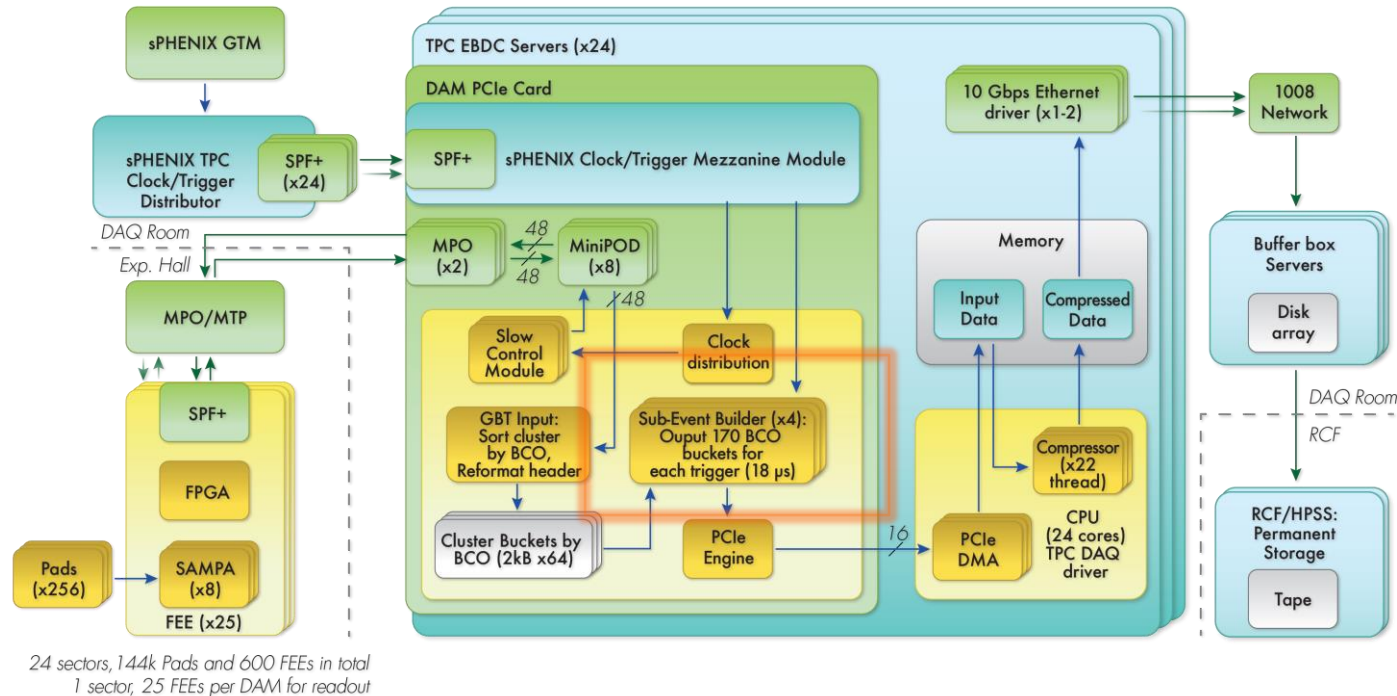 sPHENIX GTM
sPHENIX TPC
Clock/Trigger
Distributor
SPF+
(x24)
DAQ Room
Exp. Hall
MPO/MTP
SPF+
FPGA
Pads
(x256)
SAMPA
(x8)
FEE (x25)
24 sectors, 144k Pads and 600 FEEs in total
1 sector, 25 FEEs per DAM for readout
TPC EBDC Servers (x24)
DAM PCIe Card
SPF+
sPHENIX Clock/Trigger Mezzanine Module
MPO
(x2)
48
48
MiniPOD
(x8)
48
Slow
Control
Module
Clock
distribution
GBT Input:
Sort cluster
by BCO,
Reformat header
Sub-Event Builder (x4):
Ouput 170 BCO
buckets for
each trigger (18 µs)
Cluster Buckets by
BCO (2kB x64)
PCIe
Engine
16
10 Gbps Ethernet
driver (x1-2)
Memory
Input
Data
Compressed
Data
Compressor
(x22
thread)
PCIe
DMA
CPU
(24 cores)
TPC DAQ
driver
1008
Network
Buffer box
Servers
Disk
array
DAQ Room
RCF
RCF/HPSS:
Permanent
Storage
Tape